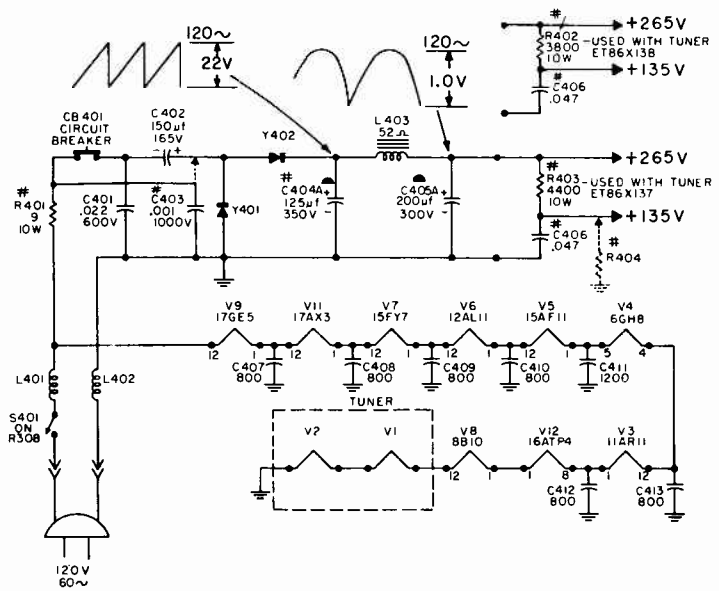 120~
22V
120~
1.0V
#
+265V
R402
3800
10W
-USED WITH TUNER
ET86X138
+135V
#
C406
.047
CB401
CIRCUIT
BREAKER
C402
150µf
165V
+
Y402
L403
52Ω
+265V
#
R401
9
10W
C401
.022
600V
#
C403
.001
1000V
Y401
#
C404A
125µf
350V
+
-
C405A
200µf
300V
+
-
#
R403
4400
10W
-USED WITH TUNER
ET86X137
+135V
#
C406
.047
#
R404
V9
17GE5
V11
17AX3
V7
15FY7
V6
12AL11
V5
15AF11
V4
6GH8
12 1 12 1 12 1 12 1 12 1 5 4
C407
800
C408
800
C409
800
C410
800
C411
1200
L401
L402
S401
ON
R308
TUNER
V2
V1
V8
8B10
V12
16ATP4
V3
11AR11
12 1 1 8 1 12
C412
800
C413
800
120V
60~